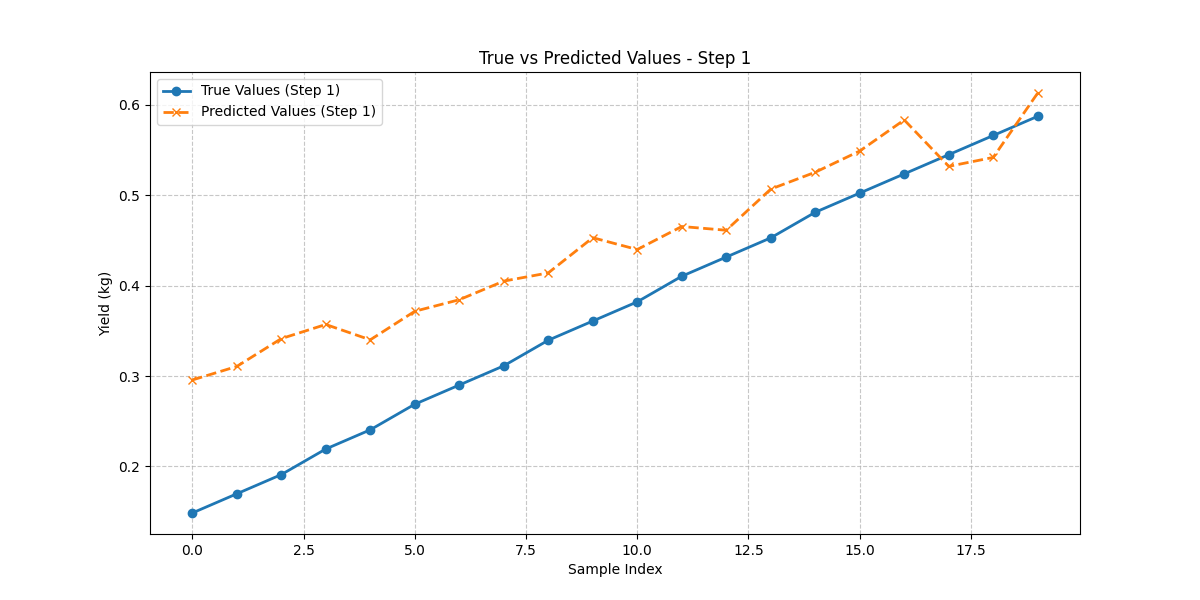 True vs Predicted Values - Step 1
True Values (Step 1)
Predicted Values (Step 1)
Yield (kg)
0.6
0.5
0.4
0.3
0.2
0.0 2.5 5.0 7.5 10.0 12.5 15.0 17.5
Sample Index